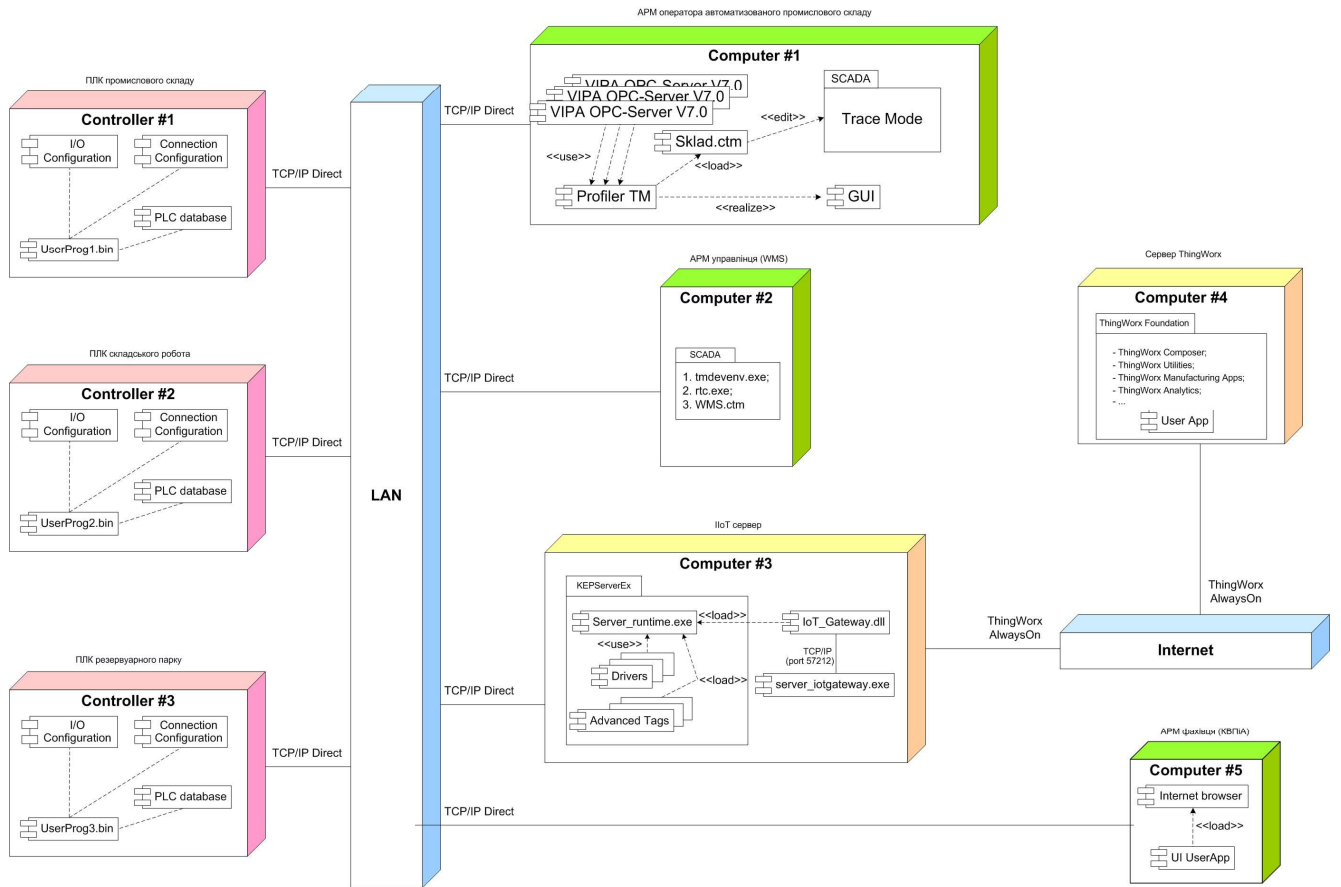 ПЛК промислового складу
Controller #1
I/O
Configuration
Connection
Configuration
PLC database
UserProg1.bin
TCP/IP Direct
ПЛК складського робота
Controller #2
I/O
Configuration
Connection
Configuration
PLC database
UserProg2.bin
TCP/IP Direct
ПЛК резервуарного парку
Controller #3
I/O
Configuration
Connection
Configuration
PLC database
UserProg3.bin
TCP/IP Direct
LAN
АРМ оператора автоматизованого промислового складу
TCP/IP Direct
Computer #1
VIPA OPC-Server V7.0
VIPA OPC-Server V7.0
VIPA OPC-Server V7.0
SCADA
Trace Mode
<<edit>>
Sklad.ctm
<<use>>
<<load>>
Profiler TM
<<realize>>
GUI
АРМ управлінця (WMS)
TCP/IP Direct
Computer #2
SCADA
1. tmdevenv.exe;
2. rtc.exe;
3. WMS.ctm
Сервер ThingWorx
Computer #4
ThingWorx Foundation
- ThingWorx Composer;
- ThingWorx Utilities;
- ThingWorx Manufacturing Apps;
- ThingWorx Analytics;
- ...
User App
ThingWorx
AlwaysOn
ІІоТ сервер
TCP/IP Direct
Computer #3
KEPServerEx
Server_runtime.exe
<<load>>
IoT_Gateway.dll
<<use>>
TCP/IP
(port 57212)
Drivers
<<load>>
server_iotgateway.exe
Advanced Tags
ThingWorx
AlwaysOn
Internet
АРМ фахівця (КВПіА)
TCP/IP Direct
Computer #5
Internet browser
<<load>>
UI UserApp